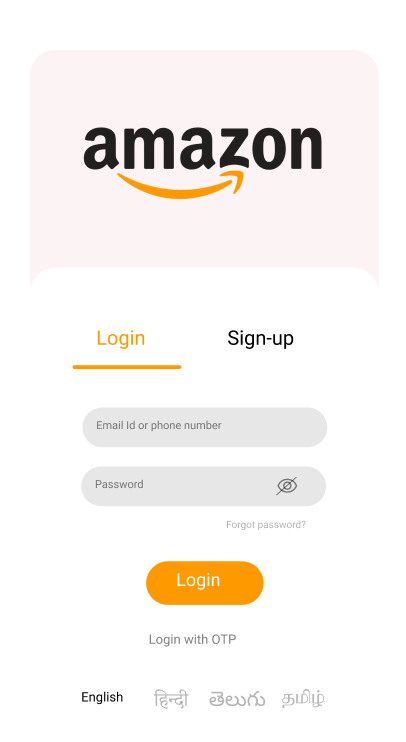 amazon
Login Sign-up
Email Id or phone number
Password
Forgot password?
Login
Login with OTP
English हिन्दी తెలుగు தமிழ்